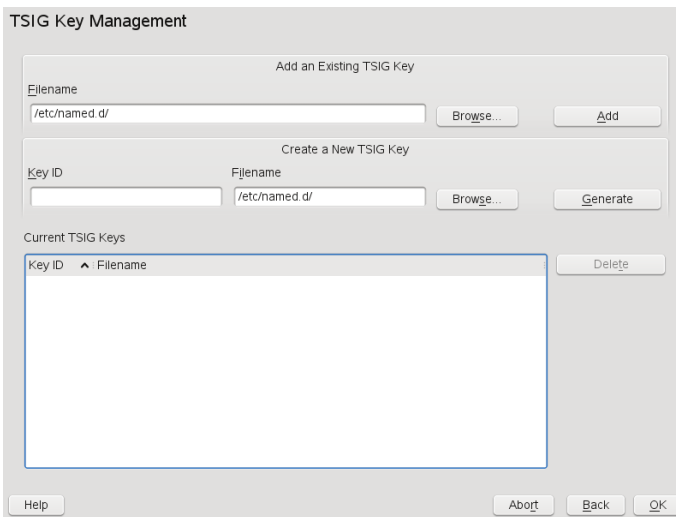 TSIG Key Management
Add an Existing TSIG Key
Filename
/etc/named.d/
Browse...
Add
Create a New TSIG Key
Key ID
Filename
/etc/named.d/
Browse...
Generate
Current TSIG Keys
Key ID
Filename
Delete
Help
Abort
Back
OK